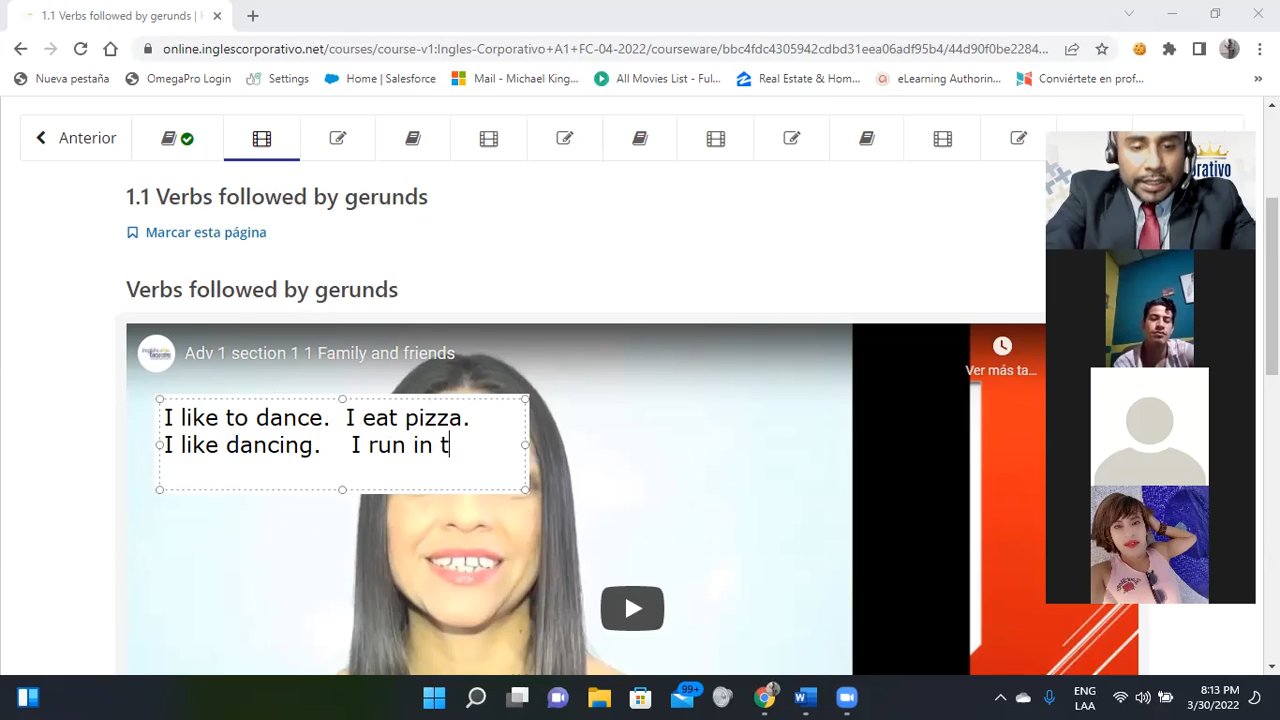 1.1 Verbs followed by gerunds | F
online.inglescorporativo.net/courses/course-v1:Ingles-Corporativo+A1+FC-04-2022/courseware/bbc4fdc4305942cdbd31eea06adf95b4/44d90f0be2284...
Nueva pestaña OmegaPro Login Settings Home | Salesforce Mail - Michael King... All Movies List - Ful... Real Estate & Hom... eLearning Authorin... Conviértete en prof... »
Anterior
1.1 Verbs followed by gerunds
Marcar esta página
Verbs followed by gerunds
Adv 1 section 1 1 Family and friends
Ver más ta...
I like to dance. I eat pizza.
I like dancing. I run in t
99+
ENG
LAA
8:13 PM
3/30/2022